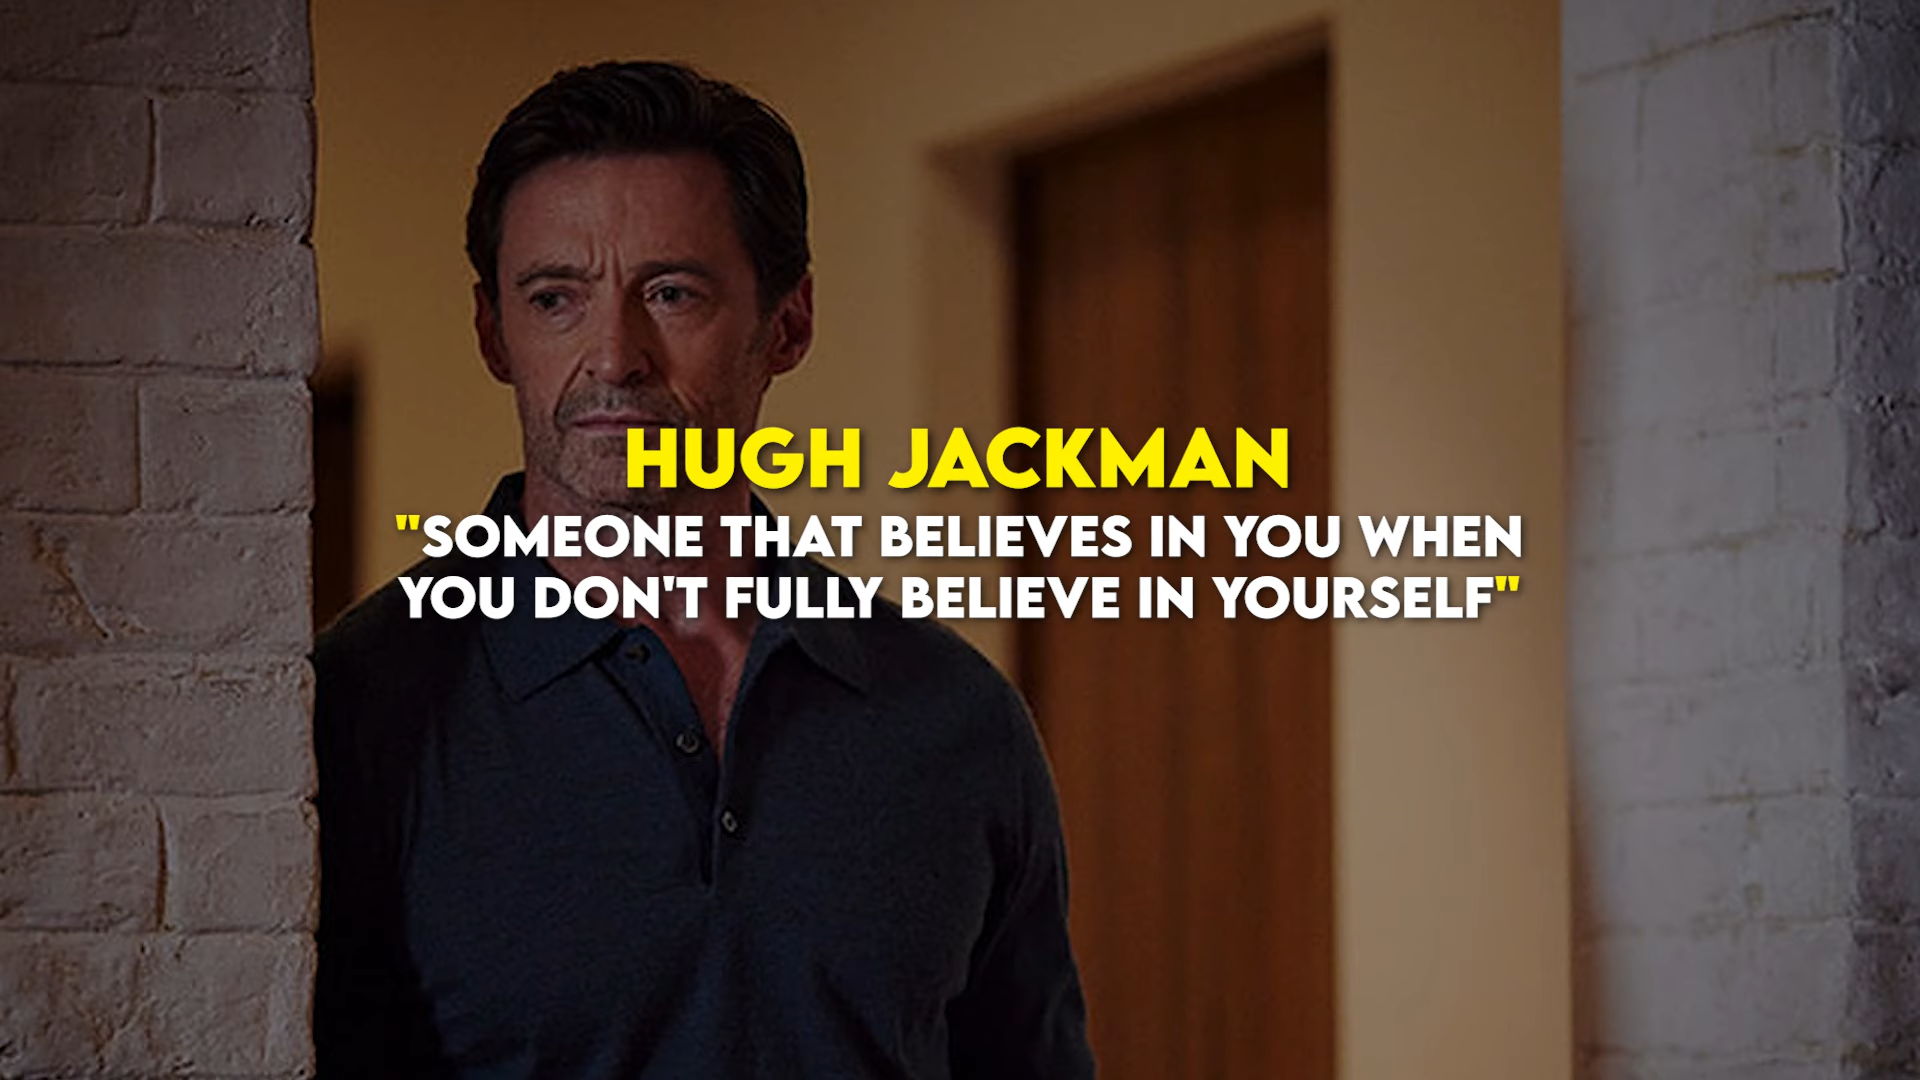 HUGH JACKMAN
"SOMEONE THAT BELIEVES IN YOU WHEN
YOU DON'T FULLY BELIEVE IN YOURSELF"